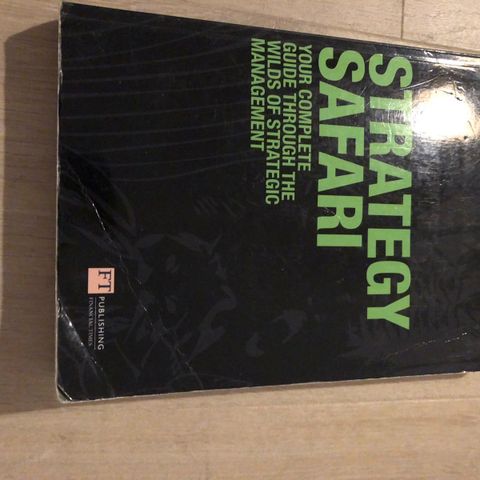 STRATEGY
SAFARI
YOUR COMPLETE
GUIDE THROUGH THE
WILDS OF STRATEGIC
MANAGEMENT
FT
PUBLISHING
FINANCIAL TIMES